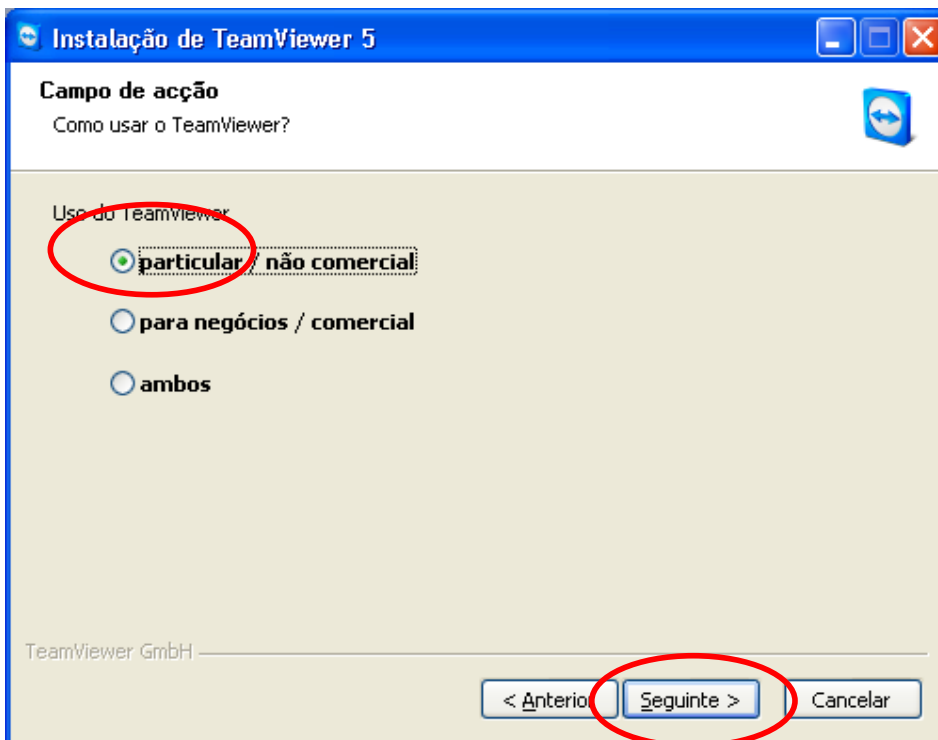 Instalação de TeamViewer 5
Campo de acção
Como usar o TeamViewer?
Uso do TeamViewer
particular / não comercial
para negócios / comercial
ambos
TeamViewer GmbH
< Anterior
Seguinte >
Cancelar